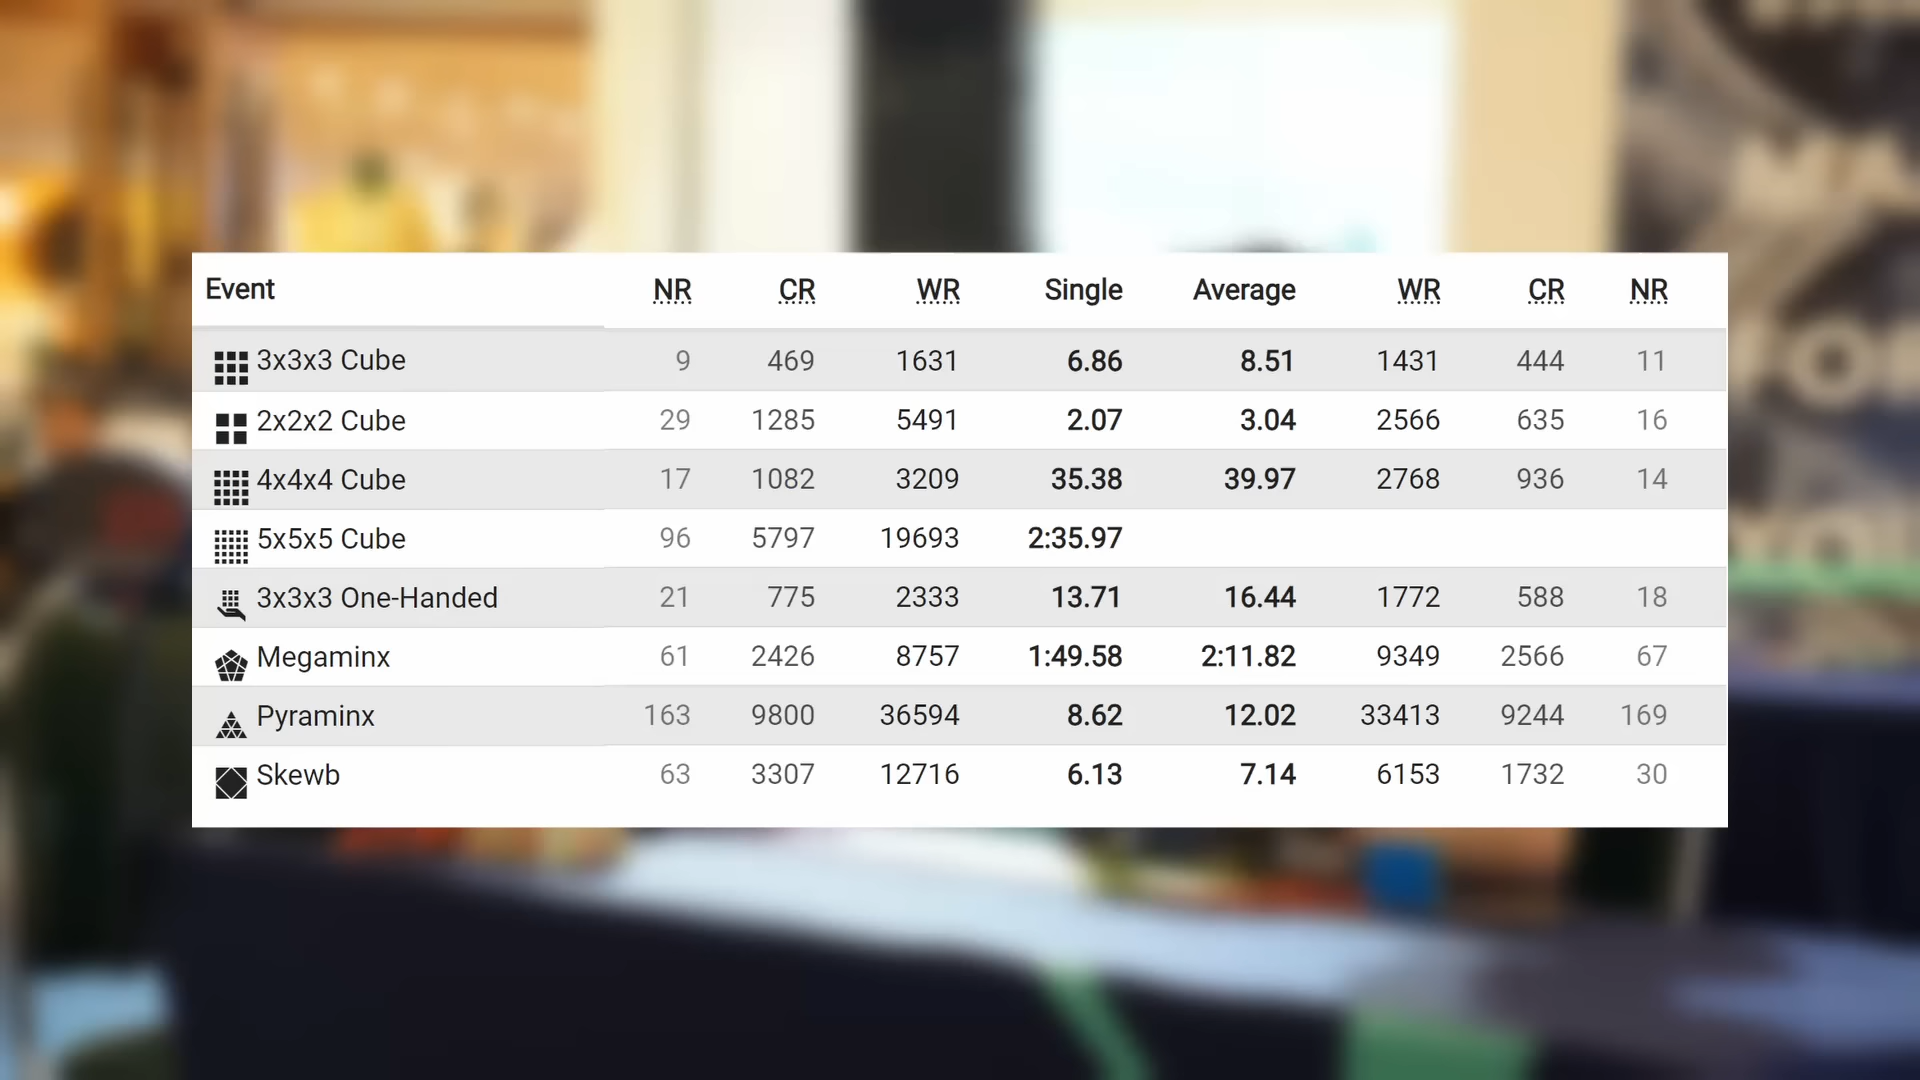 Event NR CR WR Single Average WR CR NR
3x3x3 Cube 9 469 1631 6.86 8.51 1431 444 11
2x2x2 Cube 29 1285 5491 2.07 3.04 2566 635 16
4x4x4 Cube 17 1082 3209 35.38 39.97 2768 936 14
5x5x5 Cube 96 5797 19693 2:35.97
3x3x3 One-Handed 21 775 2333 13.71 16.44 1772 588 18
Megaminx 61 2426 8757 1:49.58 2:11.82 9349 2566 67
Pyraminx 163 9800 36594 8.62 12.02 33413 9244 169
Skewb 63 3307 12716 6.13 7.14 6153 1732 30